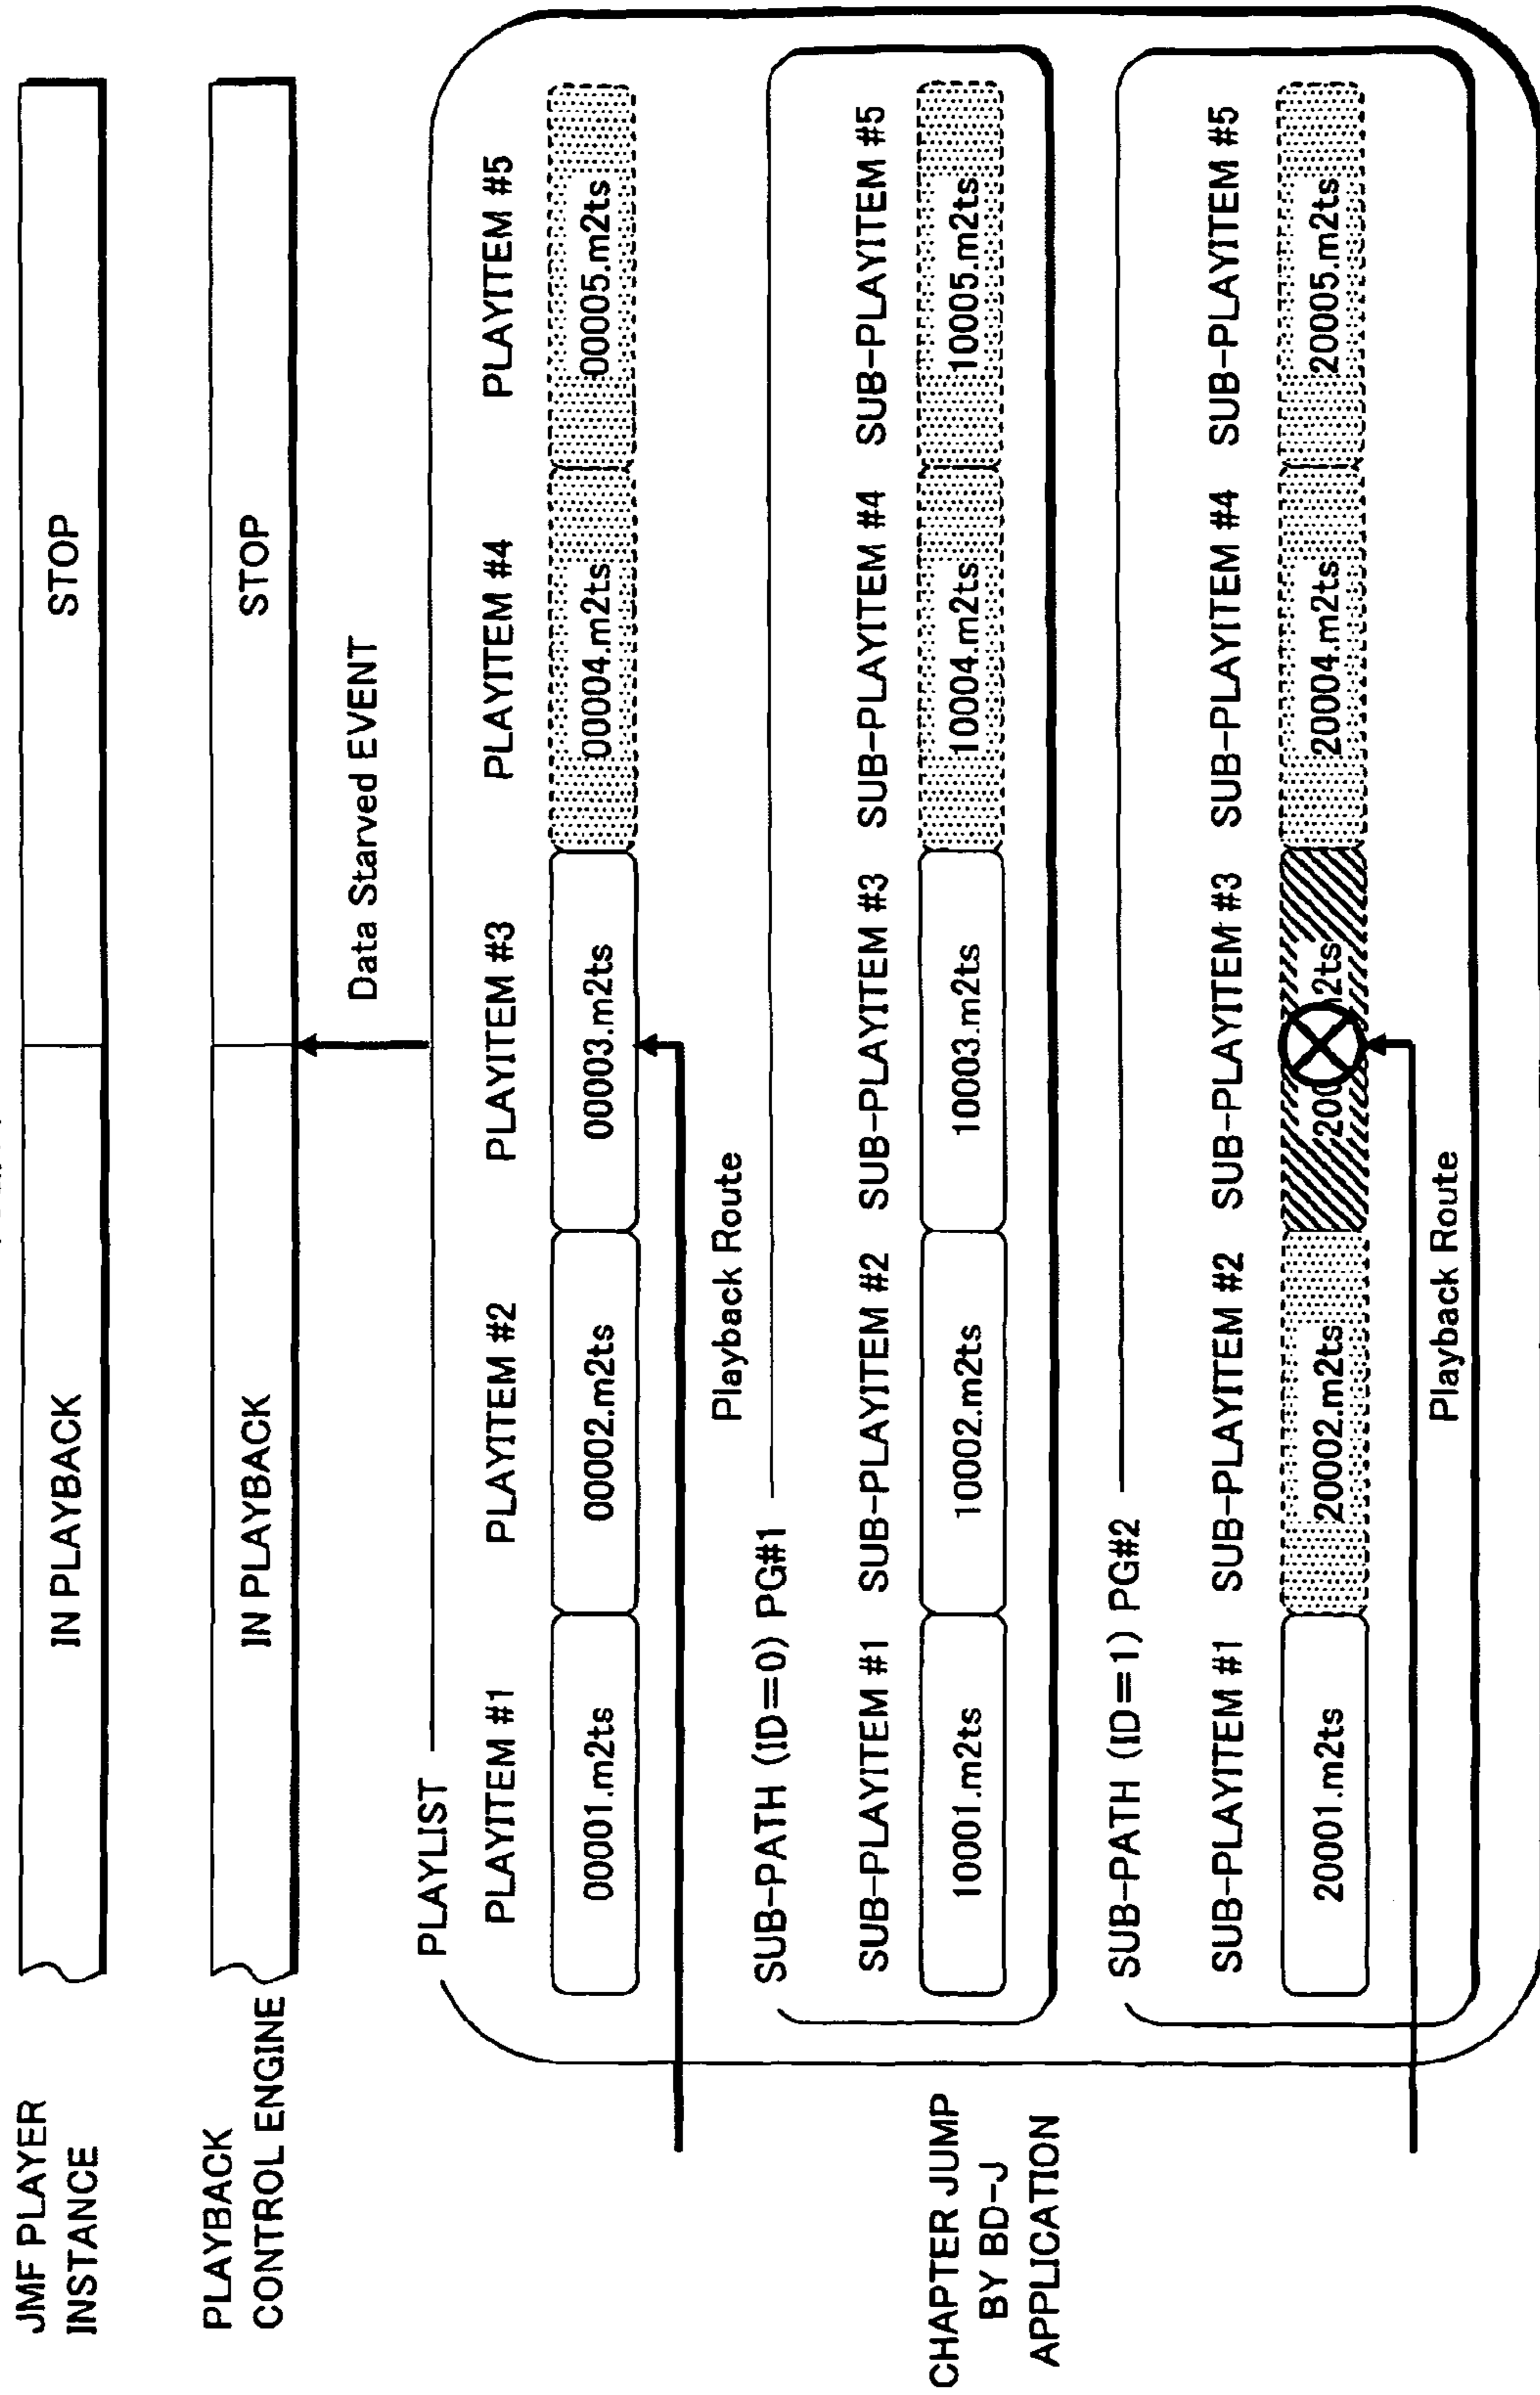 JMF PLAYER
INSTANCE
IN PLAYBACK
STOP
PLAYBACK
CONTROL ENGINE
IN PLAYBACK
STOP
Data Starved EVENT
PLAYLIST
PLAYITEM #1
PLAYITEM #2
PLAYITEM #3
PLAYITEM #4
PLAYITEM #5
00001.m2ts
00002.m2ts
00003.m2ts
00004.m2ts
00005.m2ts
Playback Route
CHAPTER JUMP
BY BD-J
APPLICATION
SUB-PATH (ID=0) PG#1
SUB-PLAYITEM #1
SUB-PLAYITEM #2
SUB-PLAYITEM #3
SUB-PLAYITEM #4
SUB-PLAYITEM #5
10001.m2ts
10002.m2ts
10003.m2ts
10004.m2ts
10005.m2ts
SUB-PATH (ID=1) PG#2
SUB-PLAYITEM #1
SUB-PLAYITEM #2
SUB-PLAYITEM #3
SUB-PLAYITEM #4
SUB-PLAYITEM #5
20001.m2ts
20002.m2ts
20004.m2ts
20005.m2ts
Playback Route